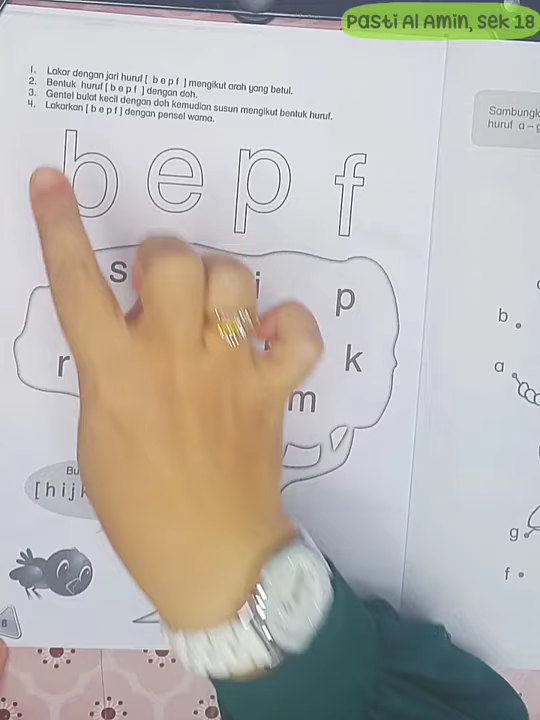 Pasti Al Amin, Sek 18
1. Lakar dengan jari huruf [ b e p f ] mengikut arah yang betul.
2. Bentuk huruf [ b e p f ] dengan doh.
3. Gentel bulat kecil dengan doh kemudian susun mengikut bentuk huruf.
4. Lakarkan [ b e p f ] dengan pensel warna.
b e p f
s p
r k
m
[ h i j
huruf a –
b
a
g
f
8